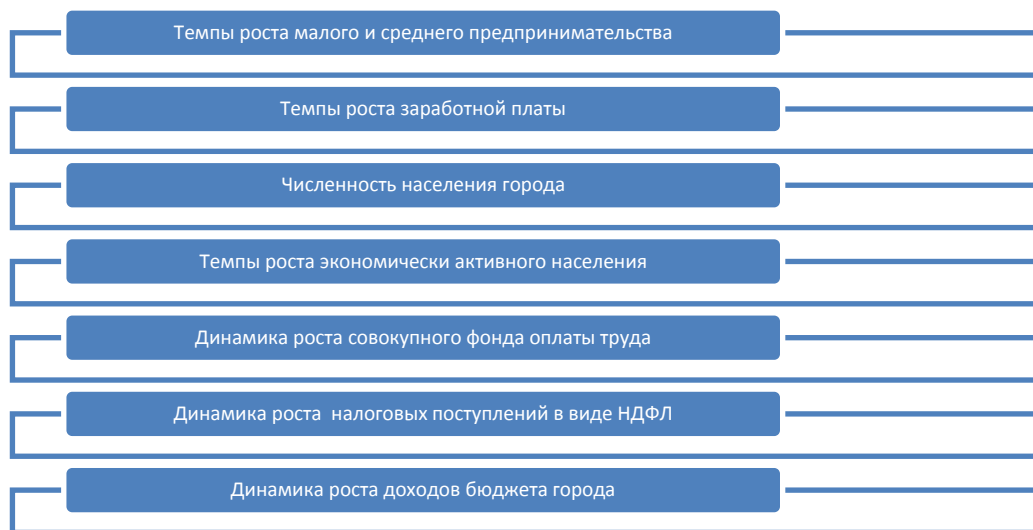 Темпы роста малого и среднего предпринимательства
Темпы роста заработной платы
Численность населения города
Темпы роста экономически активного населения
Динамика роста совокупного фонда оплаты труда
Динамика роста  налоговых поступлений в виде НДФЛ
Динамика роста доходов бюджета города